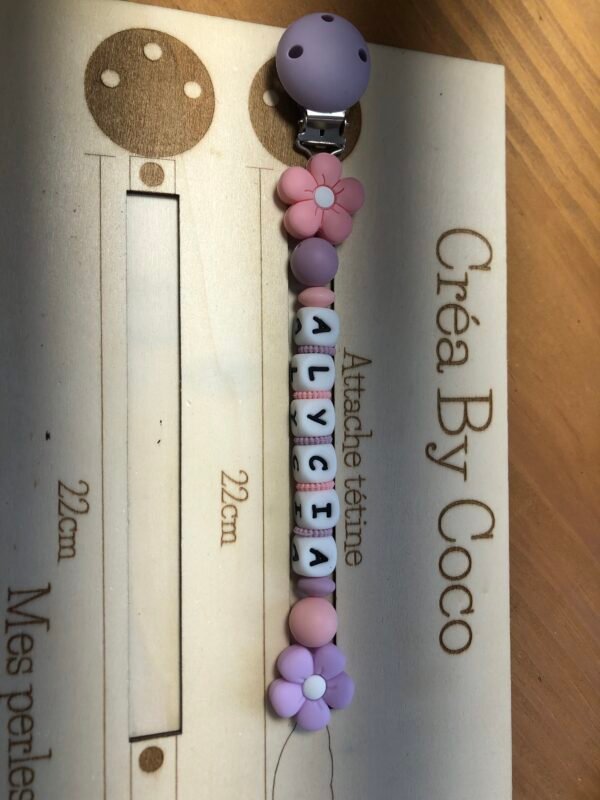 Créa By Coco
Attache tétine
ALYCIA
22cm
22cm
Mes perles